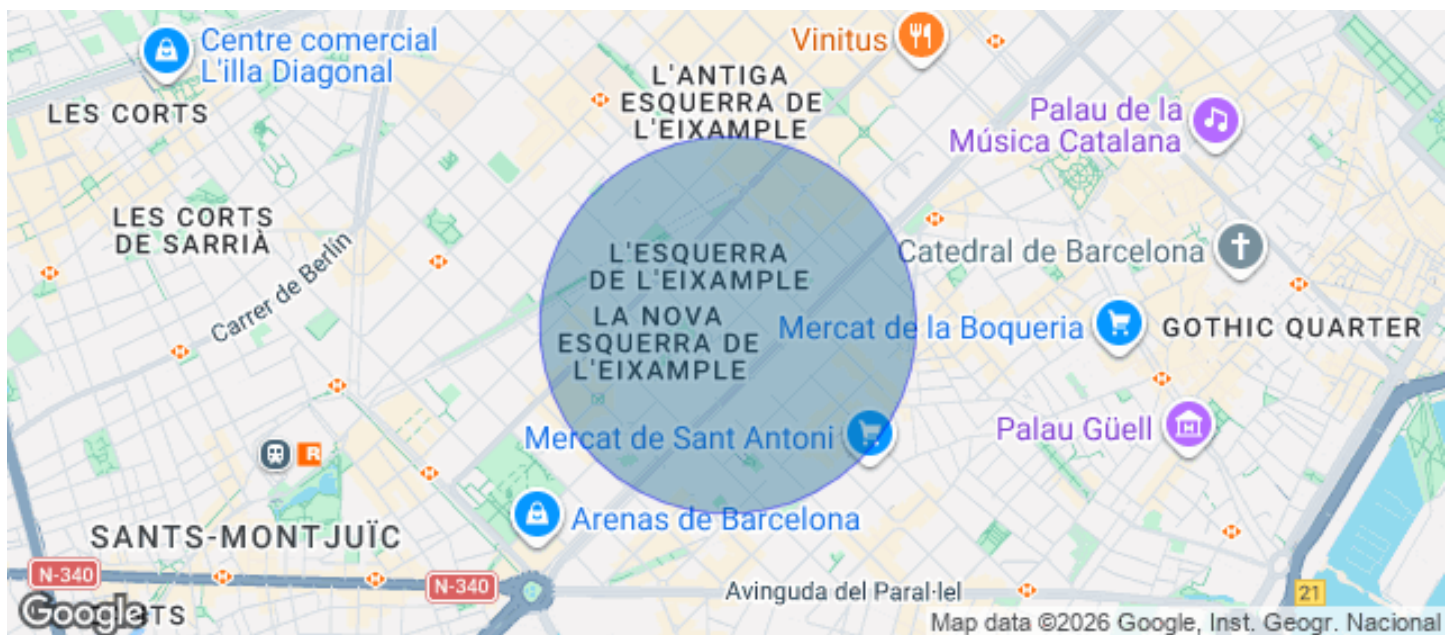 Centre comercial
L'illa Diagonal
Vinitus
L'ANTIGA
ESQUERRA DE
L'EIXAMPLE
LES CORTS
Palau de la
Música Catalana
LES CORTS
DE SARRIÀ
Carrer de Berlín
L'ESQUERRA
DE L'EIXAMPLE
Catedral de Barcelona
LA NOVA
ESQUERRA DE
L'EIXAMPLE
Mercat de la Boqueria
GOTHIC QUARTER
Mercat de Sant Antoni
Palau Güell
R
Arenas de Barcelona
SANTS-MONTJUÏC
N-340
N-340
Avinguda del Paral·lel
21
Google
Map data ©2026 Google, Inst. Geogr. Nacional